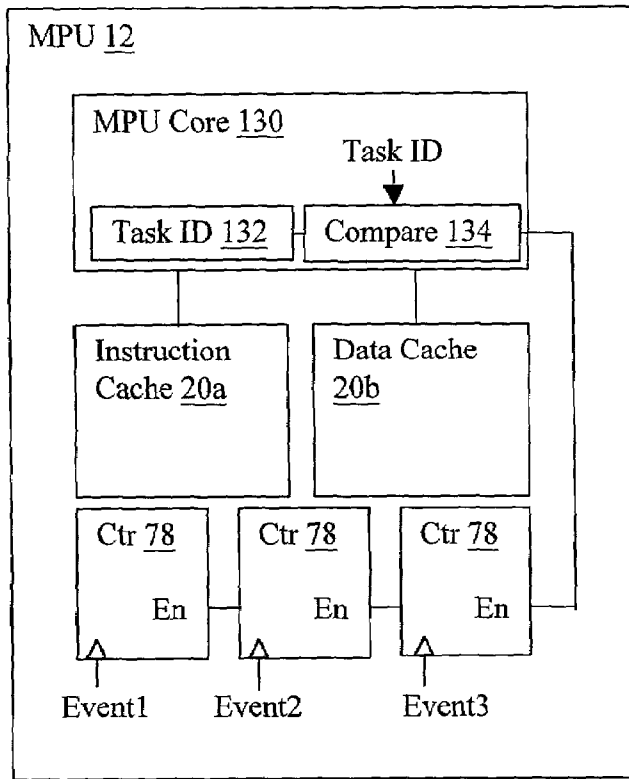 MPU 12
MPU Core 130
Task ID
Task ID 132
Compare 134
Instruction
Cache 20a
Data Cache
20b
Ctr 78
En
Ctr 78
En
Ctr 78
En
Event1
Event2
Event3